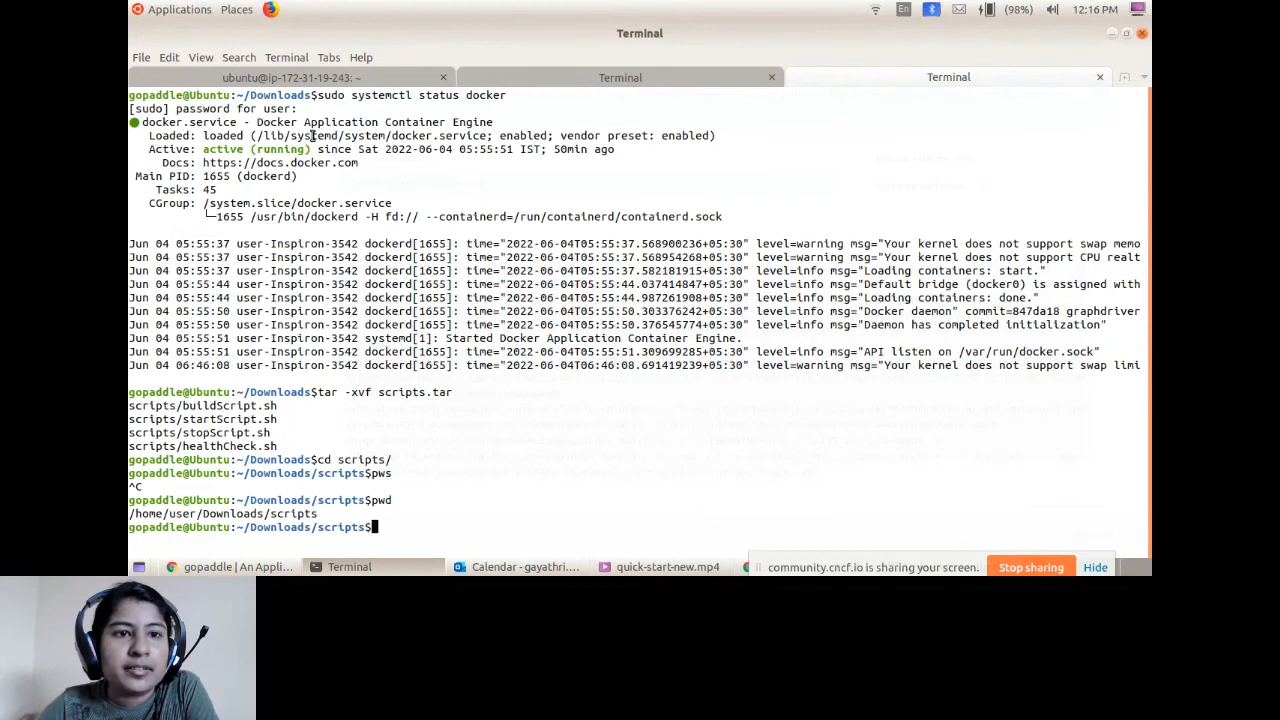 Applications Places En (98%) 12:16 PM
Terminal
File Edit View Search Terminal Tabs Help
ubuntu@ip-172-31-19-243: ~ Terminal Terminal
gopaddle@Ubuntu:~/Downloads$sudo systemctl status docker
[sudo] password for user:
docker.service - Docker Application Container Engine
Loaded: loaded (/lib/systemd/system/docker.service; enabled; vendor preset: enabled)
Active: active (running) since Sat 2022-06-04 05:55:51 IST; 50min ago
Docs: https://docs.docker.com
Main PID: 1655 (dockerd)
Tasks: 45
CGroup: /system.slice/docker.service
└─1655 /usr/bin/dockerd -H fd:// --containerd=/run/containerd/containerd.sock
Jun 04 05:55:37 user-Inspiron-3542 dockerd[1655]: time="2022-06-04T05:55:37.568900236+05:30" level=warning msg="Your kernel does not support swap memo
Jun 04 05:55:37 user-Inspiron-3542 dockerd[1655]: time="2022-06-04T05:55:37.568954268+05:30" level=warning msg="Your kernel does not support CPU realt
Jun 04 05:55:37 user-Inspiron-3542 dockerd[1655]: time="2022-06-04T05:55:37.582181915+05:30" level=info msg="Loading containers: start."
Jun 04 05:55:44 user-Inspiron-3542 dockerd[1655]: time="2022-06-04T05:55:44.037414847+05:30" level=info msg="Default bridge (docker0) is assigned with
Jun 04 05:55:44 user-Inspiron-3542 dockerd[1655]: time="2022-06-04T05:55:44.987261908+05:30" level=info msg="Loading containers: done."
Jun 04 05:55:50 user-Inspiron-3542 dockerd[1655]: time="2022-06-04T05:55:50.303376242+05:30" level=info msg="Docker daemon" commit=847da18 graphdriver
Jun 04 05:55:50 user-Inspiron-3542 dockerd[1655]: time="2022-06-04T05:55:50.376545774+05:30" level=info msg="Daemon has completed initialization"
Jun 04 05:55:51 user-Inspiron-3542 systemd[1]: Started Docker Application Container Engine.
Jun 04 05:55:51 user-Inspiron-3542 dockerd[1655]: time="2022-06-04T05:55:51.309699285+05:30" level=info msg="API listen on /var/run/docker.sock"
Jun 04 06:46:08 user-Inspiron-3542 dockerd[1655]: time="2022-06-04T06:46:08.691419239+05:30" level=warning msg="Your kernel does not support swap limi
gopaddle@Ubuntu:~/Downloads$tar -xvf scripts.tar
scripts/buildScript.sh
scripts/startScript.sh
scripts/stopScript.sh
scripts/healthCheck.sh
gopaddle@Ubuntu:~/Downloads$cd scripts/
gopaddle@Ubuntu:~/Downloads/scripts$pws
^C
gopaddle@Ubuntu:~/Downloads/scripts$pwd
/home/user/Downloads/scripts
gopaddle@Ubuntu:~/Downloads/scripts$
gopaddle | An Appli... Terminal Calendar - gayathri.... quick-start-new.mp4 community.cncf.io is sharing your screen. Stop sharing Hide